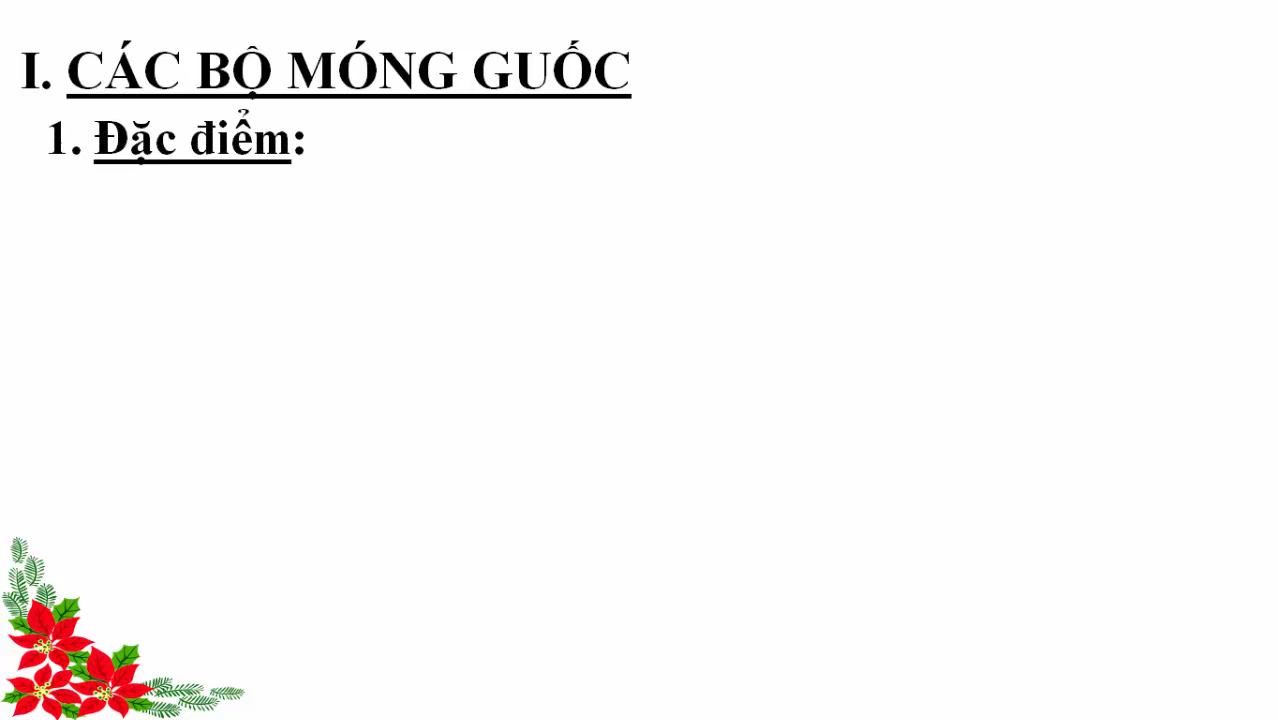 I. CÁC BỘ MÓNG GUỐC
1. Đặc điểm: